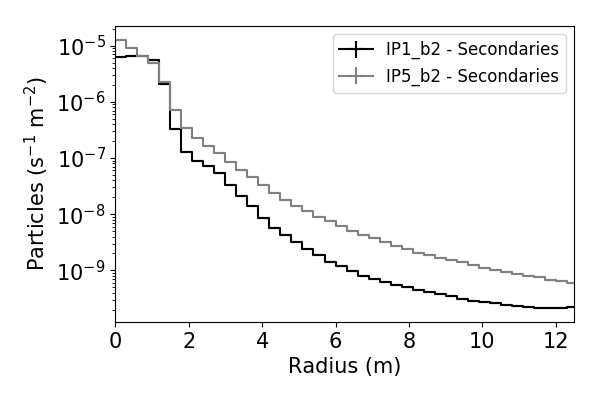 IP1_b2 - Secondaries
IP5_b2 - Secondaries
Particles (s⁻¹ m⁻²)
10⁻⁵
10⁻⁶
10⁻⁷
10⁻⁸
10⁻⁹
0 2 4 6 8 10 12
Radius (m)